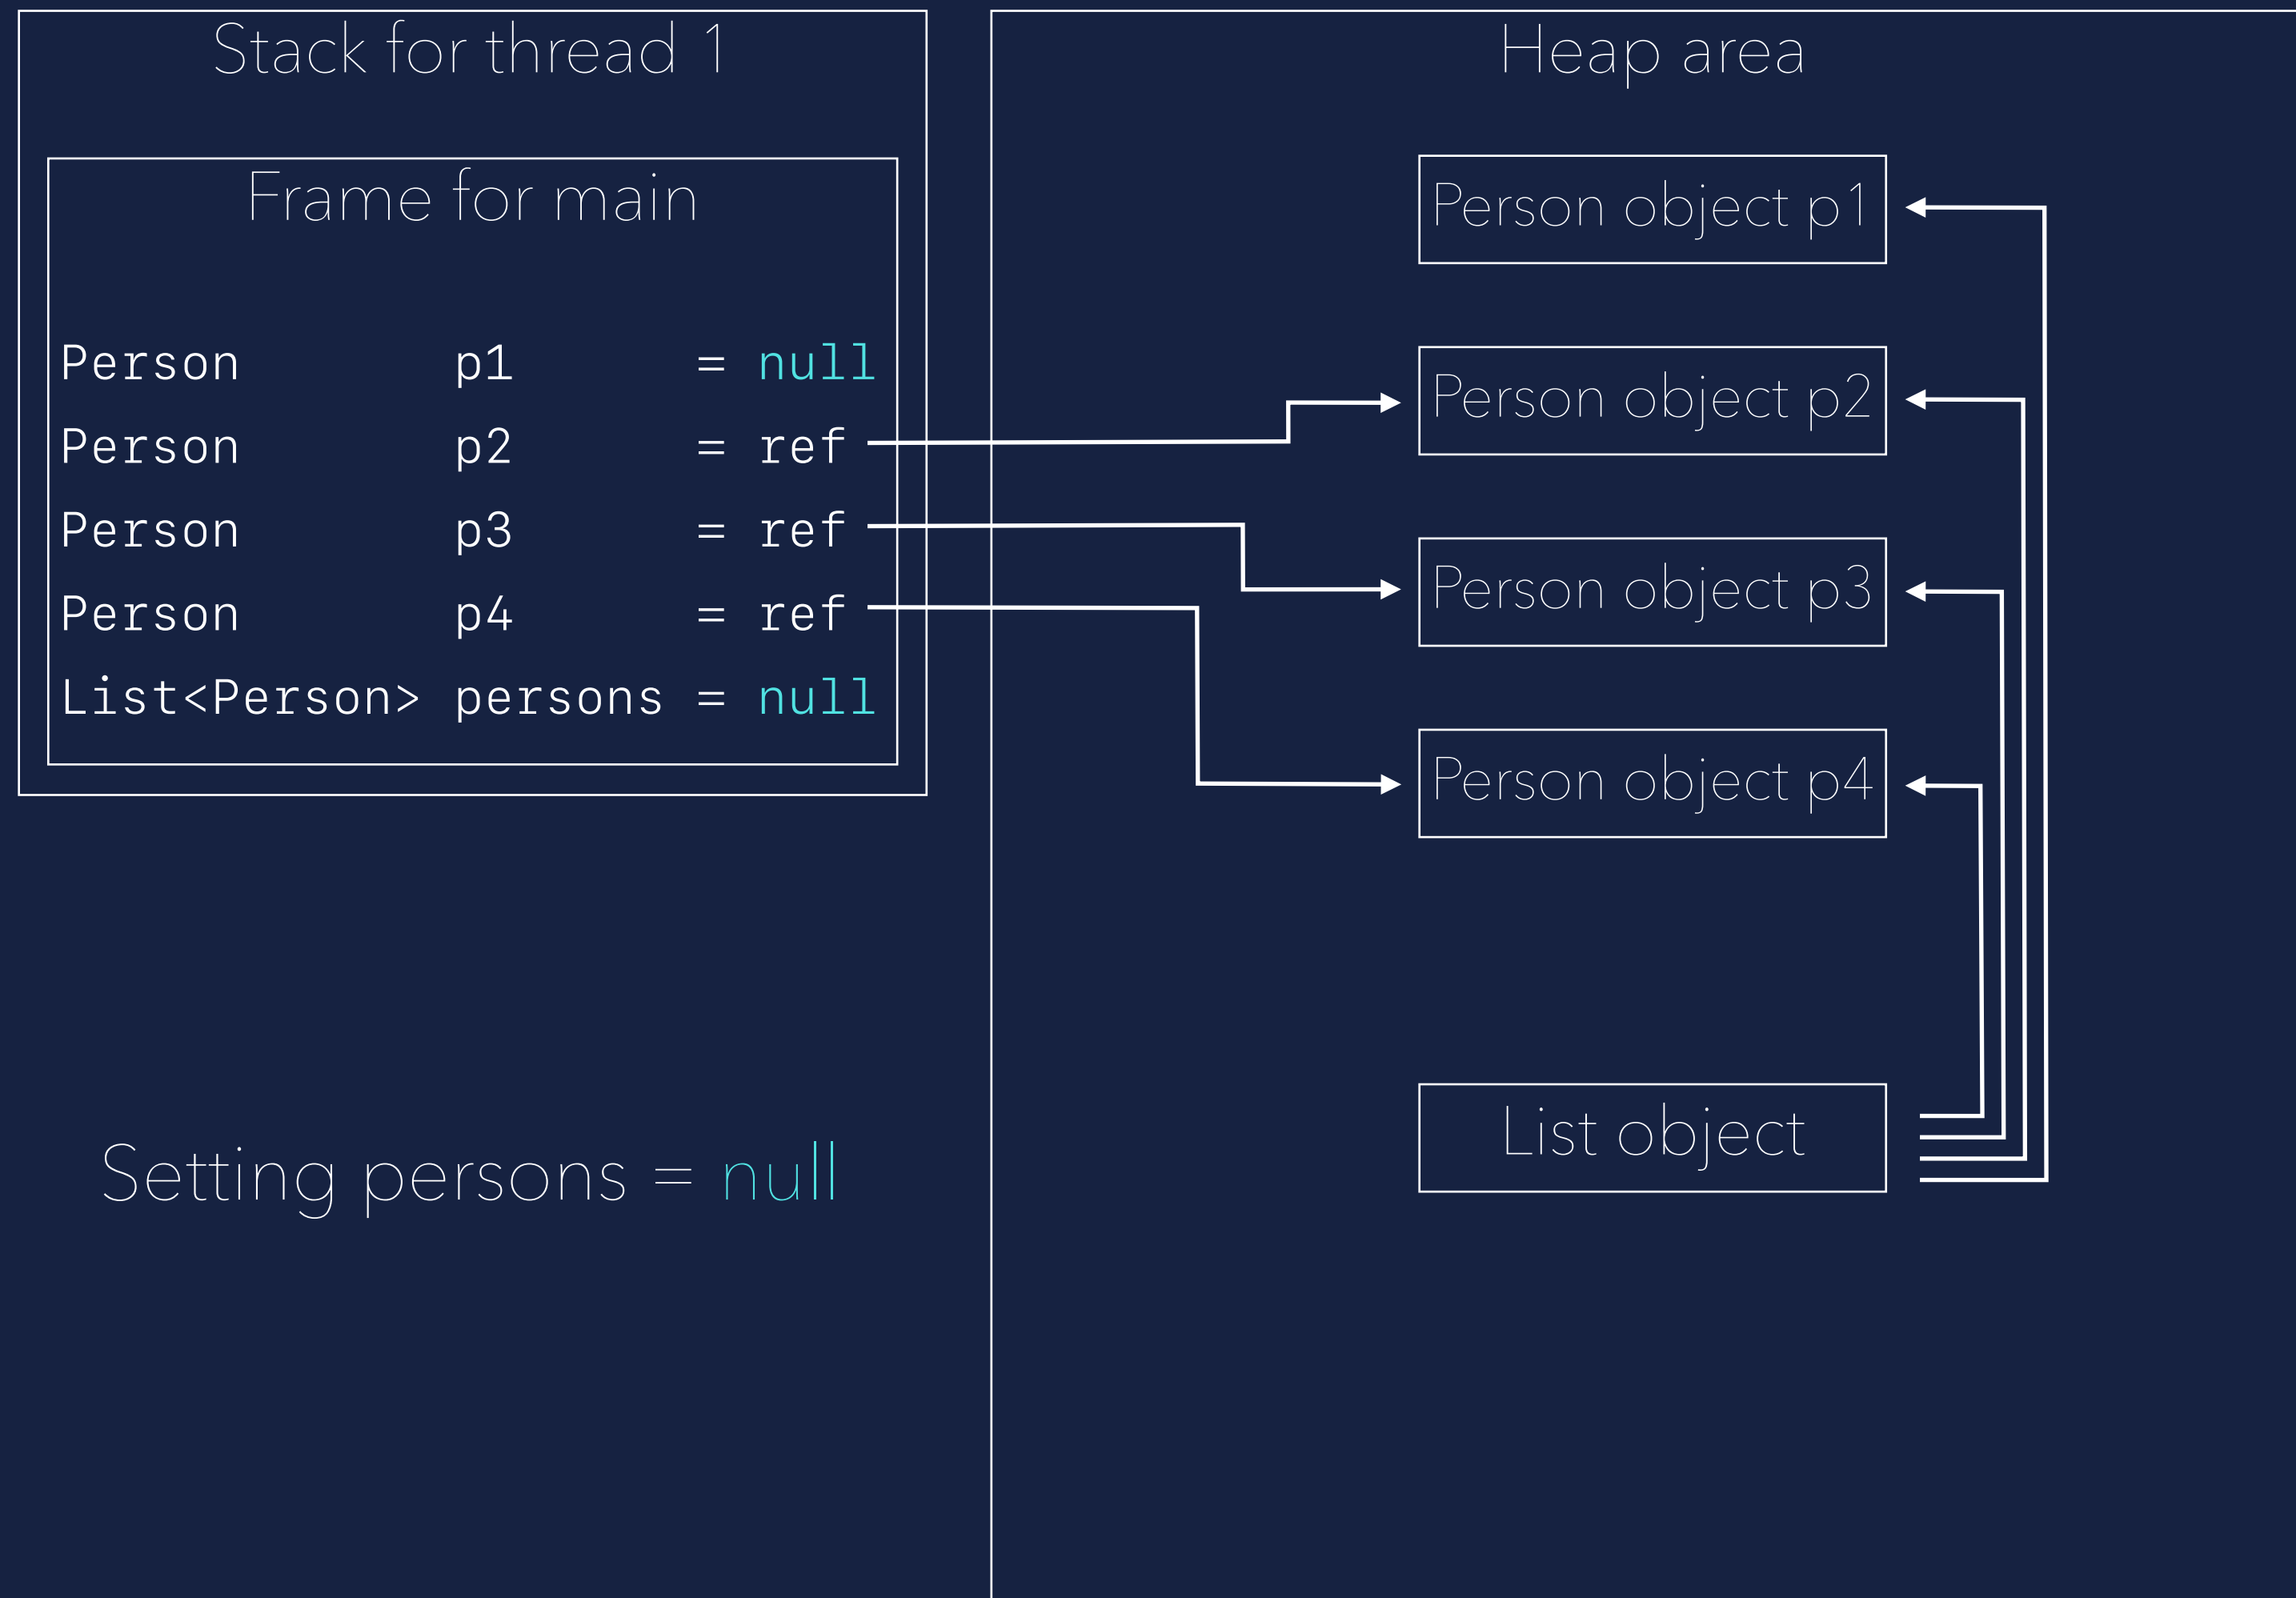 Stack for thread 1
Frame for main
Person p1 = null
Person p2 = ref
Person p3 = ref
Person p4 = ref
List<Person> persons = null
Setting persons = null
Heap area
Person object p1
Person object p2
Person object p3
Person object p4
List object